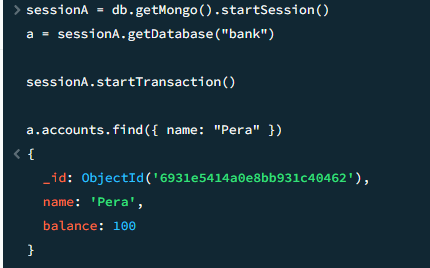 > sessionA = db.getMongo().startSession()
a = sessionA.getDatabase("bank")
sessionA.startTransaction()
a.accounts.find({ name: "Pera" })
< {
_id: ObjectId('6931e5414a0e8bb931c40462'),
name: 'Pera',
balance: 100
}